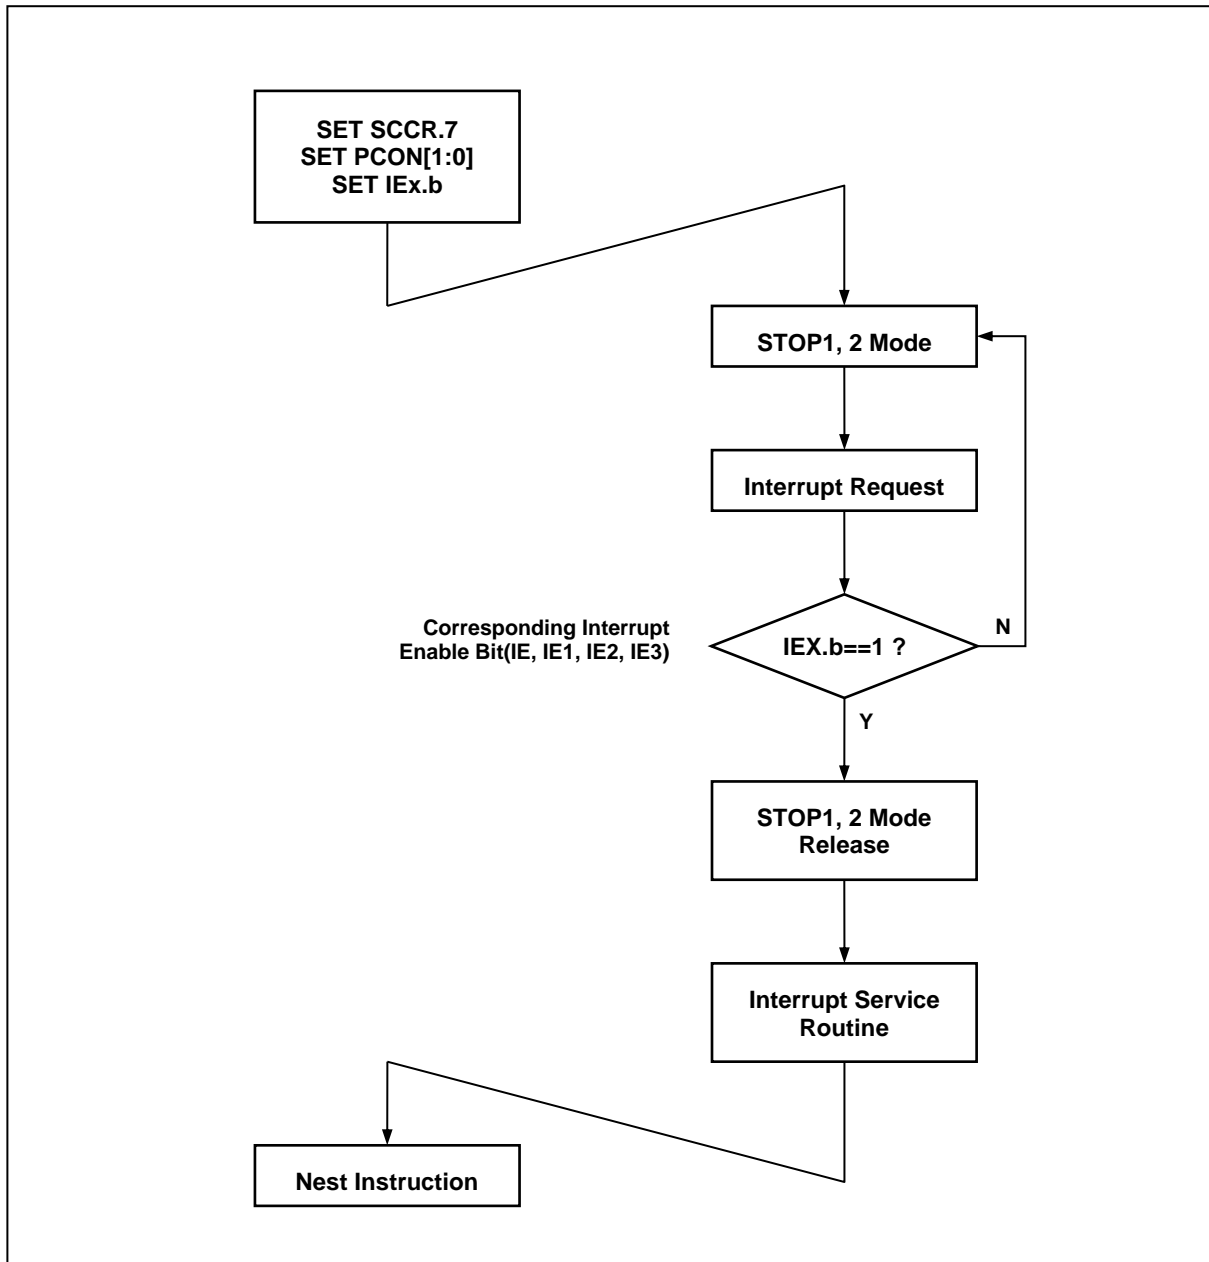 SET SCCR.7
SET PCON[1:0]
SET IEx.b
STOP1, 2 Mode
Interrupt Request
Corresponding Interrupt
Enable Bit(IE, IE1, IE2, IE3)
IEX.b==1 ?
N
Y
STOP1, 2 Mode
Release
Interrupt Service
Routine
Nest Instruction